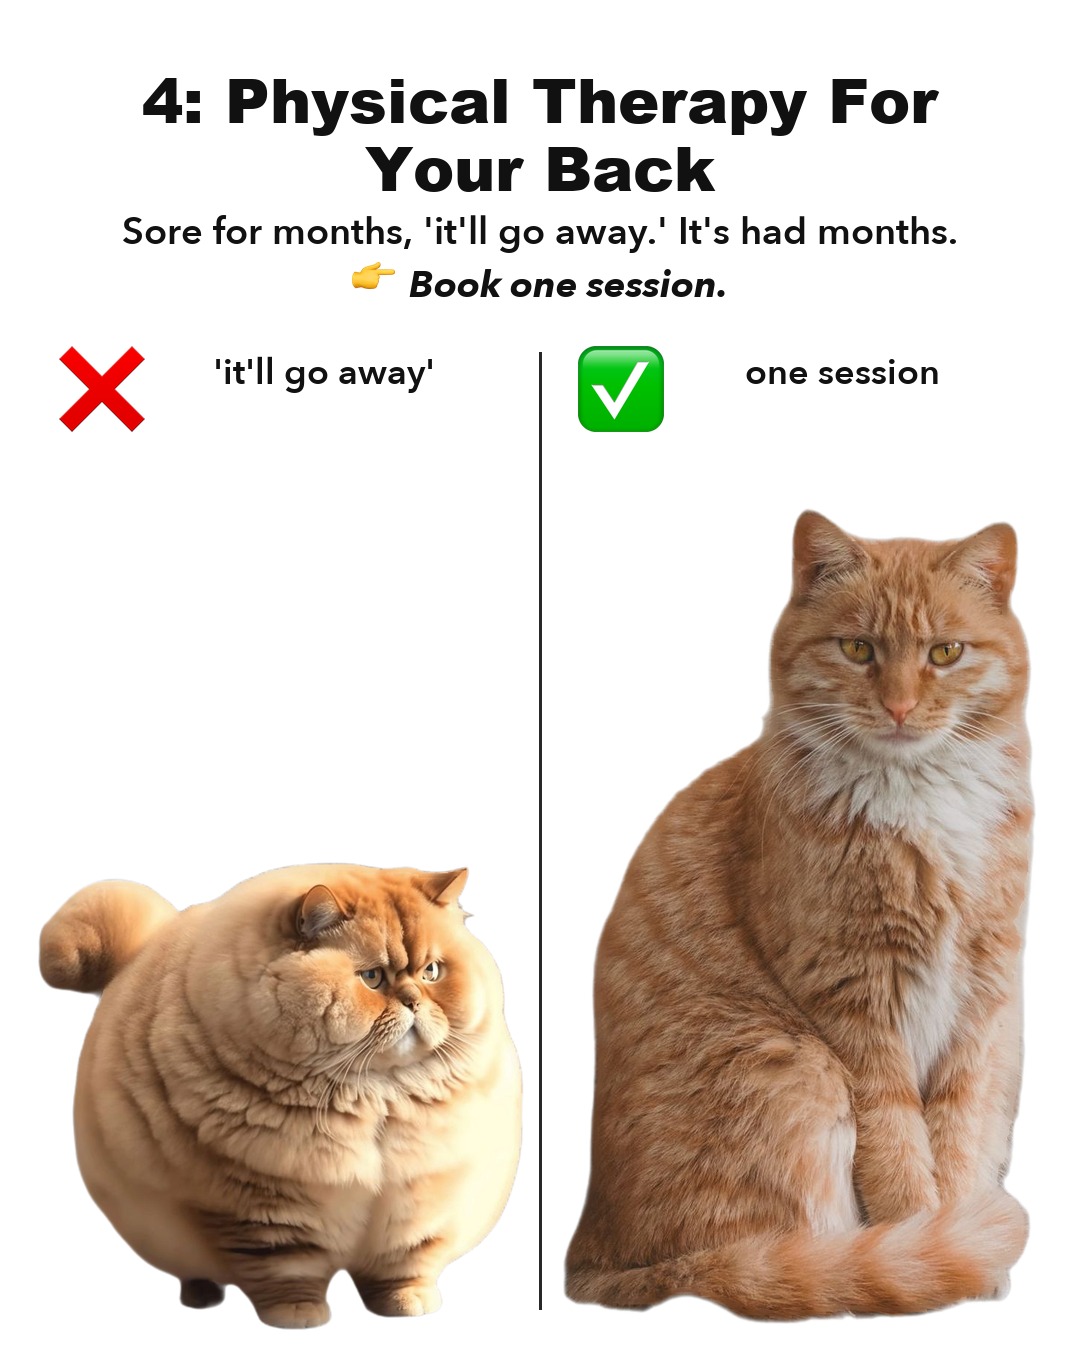 4: Physical Therapy For
Your Back
Sore for months, 'it'll go away.' It's had months.
👉 Book one session.
'it'll go away'
one session